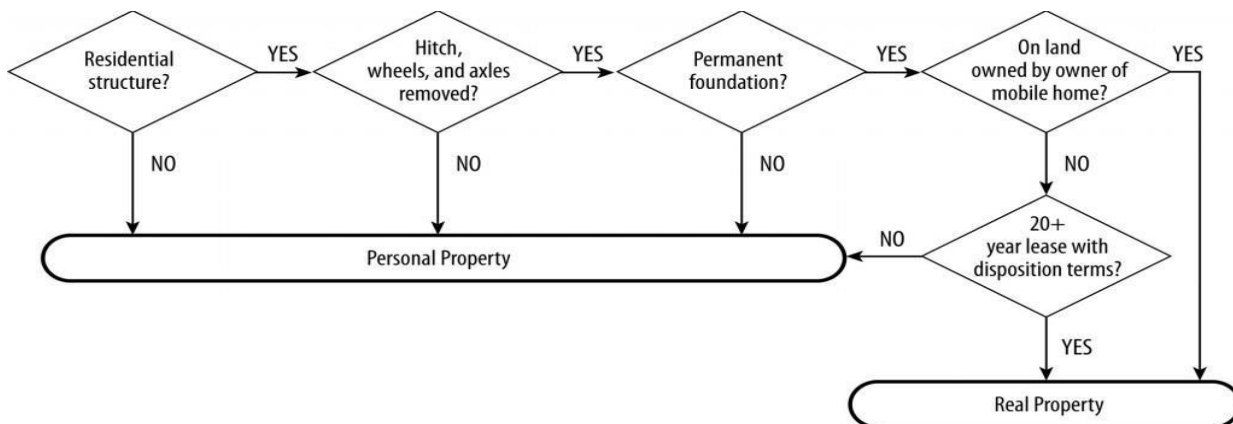 Residential
structure?
YES
Hitch,
wheels, and axles
removed?
YES
Permanent
foundation?
YES
On land
owned by owner of
mobile home?
YES
NO
NO
NO
NO
20+
year lease with
disposition terms?
NO
Personal Property
YES
Real Property